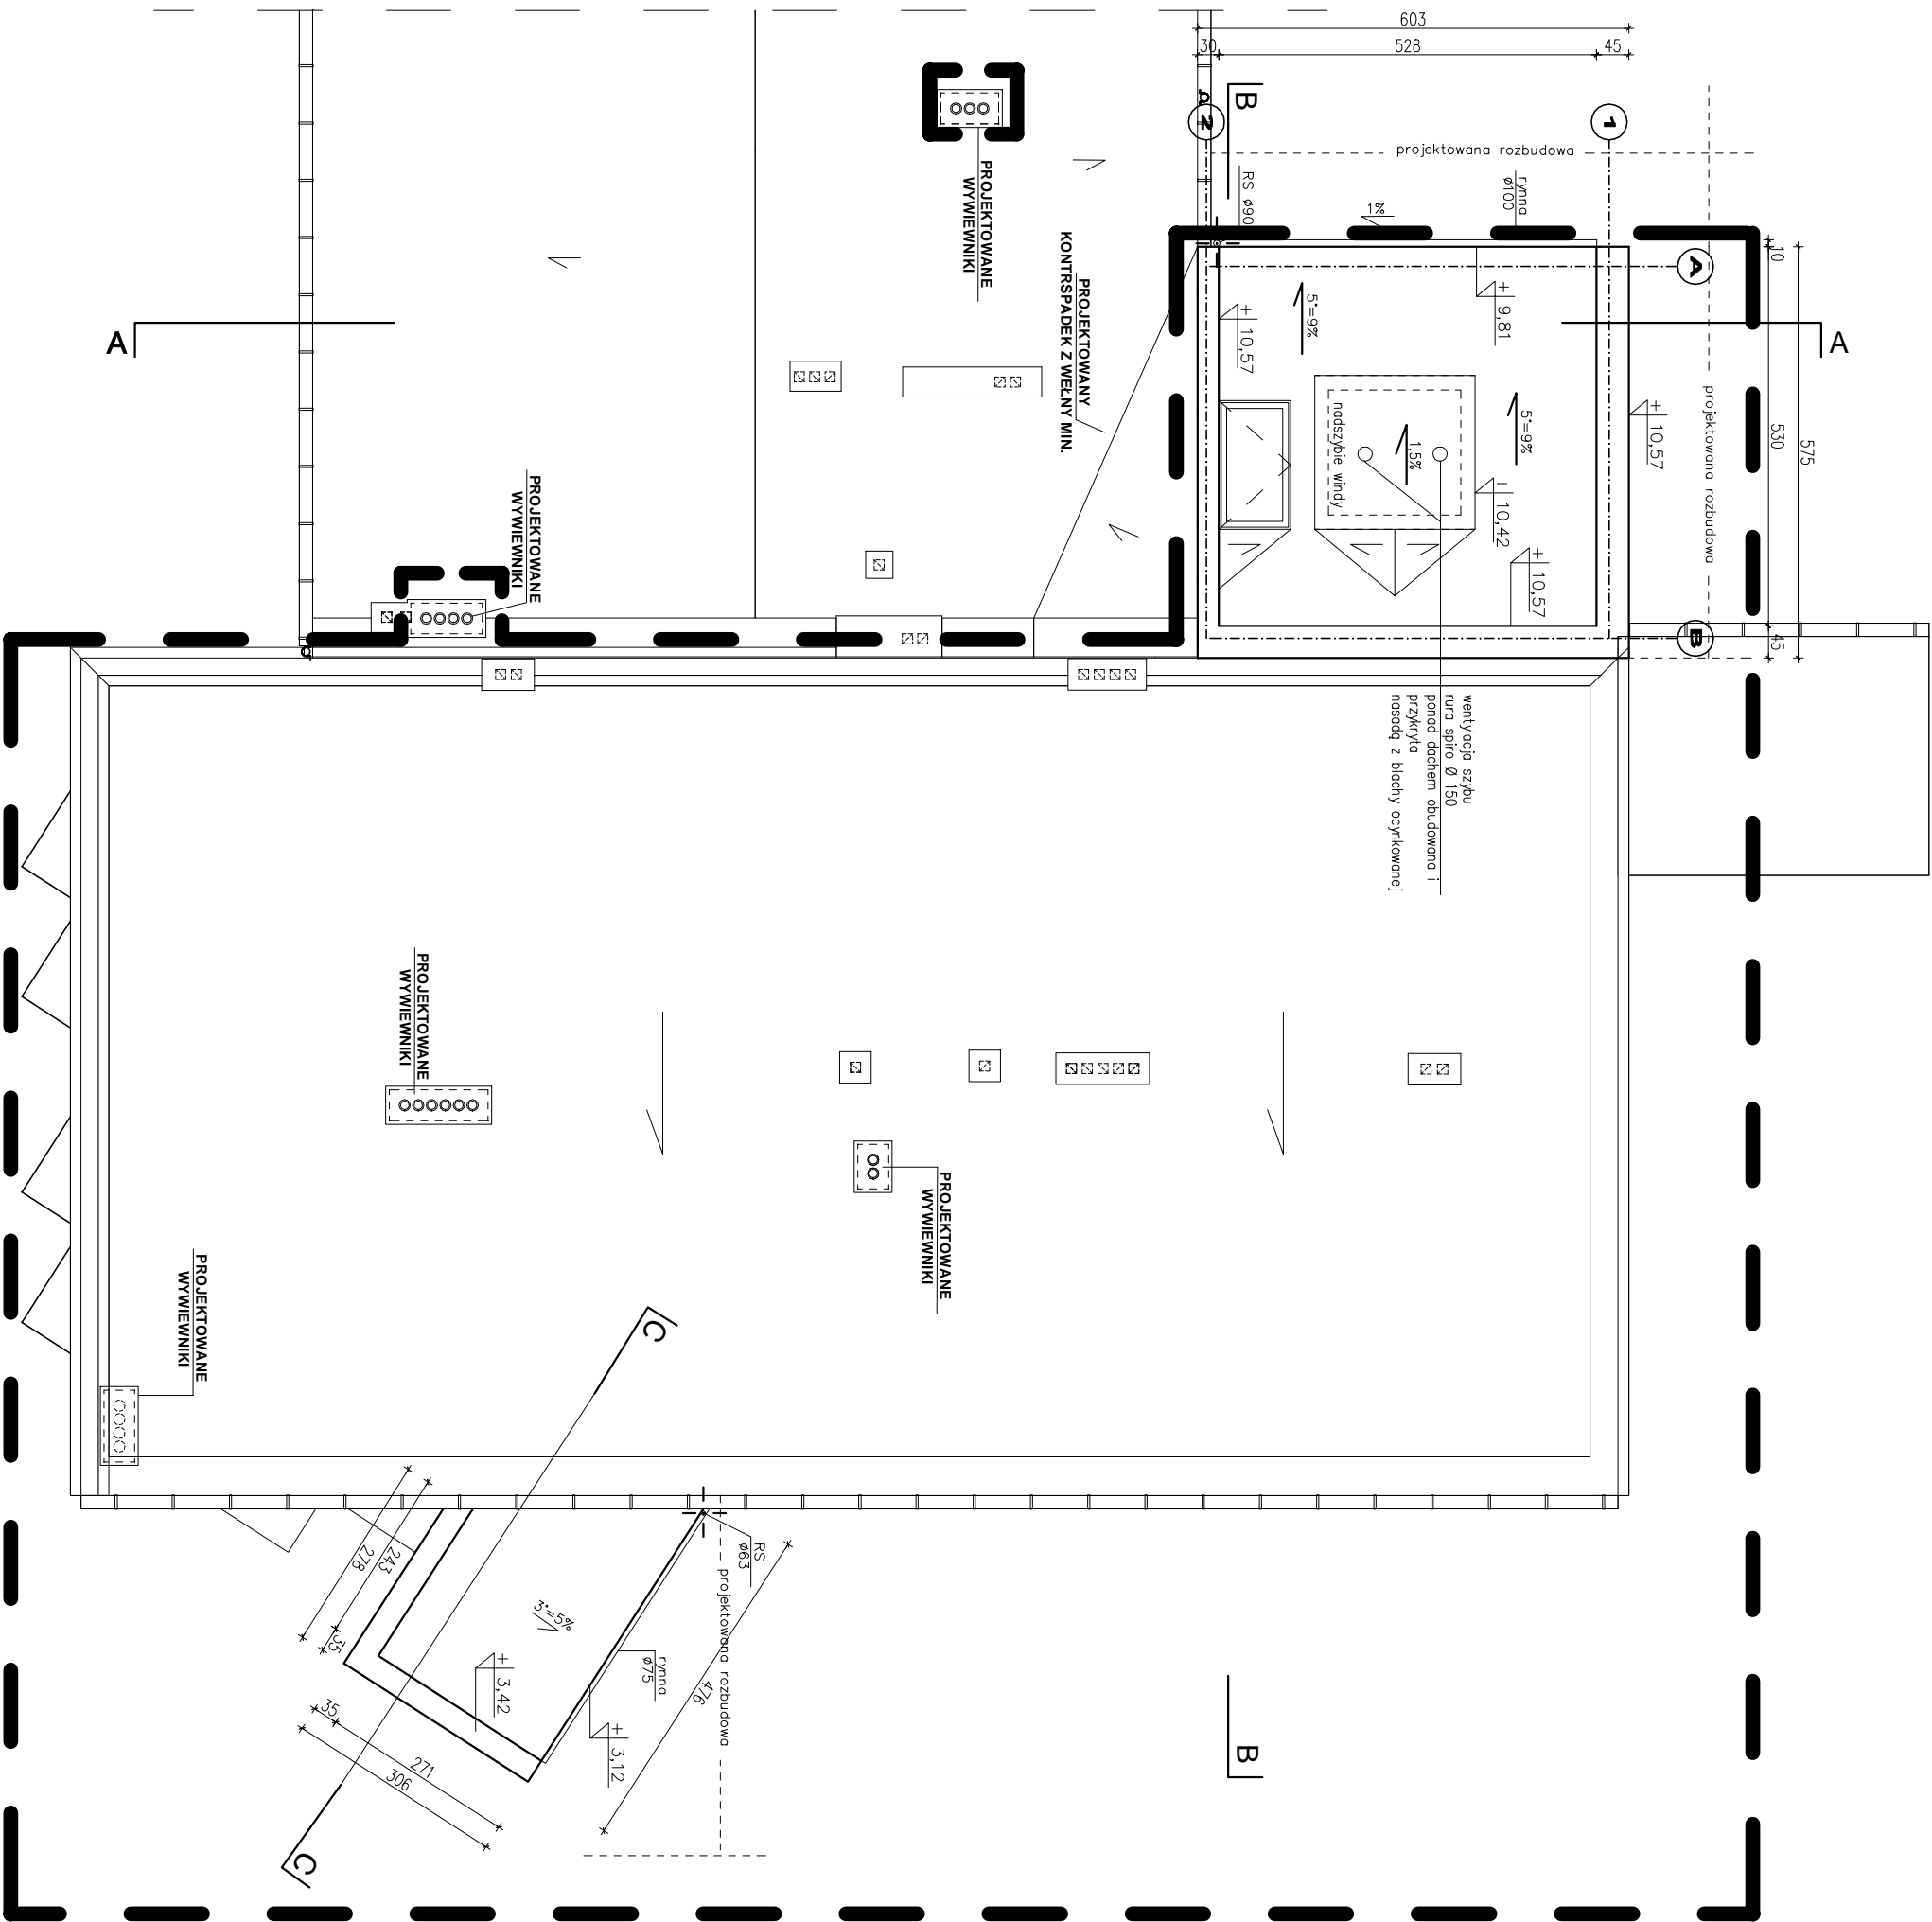 603
30
528
45
B
2
1
projektowana rozbudowa
RS ø90
rynna
ø100
1%
PROJEKTOWANE
WYWIEWNIKI
PROJEKTOWANY
KONTRSPADEK Z WEŁNY MIN.
A
10
530
575
45
A
A
+ 9,81
5°=9%
+ 10,57
5°=9%
+ 10,57
projektowana rozbudowa
nadszybie windy
1,5%
+ 10,42
+ 10,57
B
PROJEKTOWANE
WYWIEWNIKI
wentylacja szybu
rura spiro Ø 150
ponad dachem obudowana i
przykryta
nasadą z blachy ocynkowanej
PROJEKTOWANE
WYWIEWNIKI
PROJEKTOWANE
WYWIEWNIKI
PROJEKTOWANE
WYWIEWNIKI
C
278
243
35
RS
ø63
3°=5%
projektowana rozbudowa
rynna
ø75
476
+ 3,42
+ 3,12
35
271
306
B
C